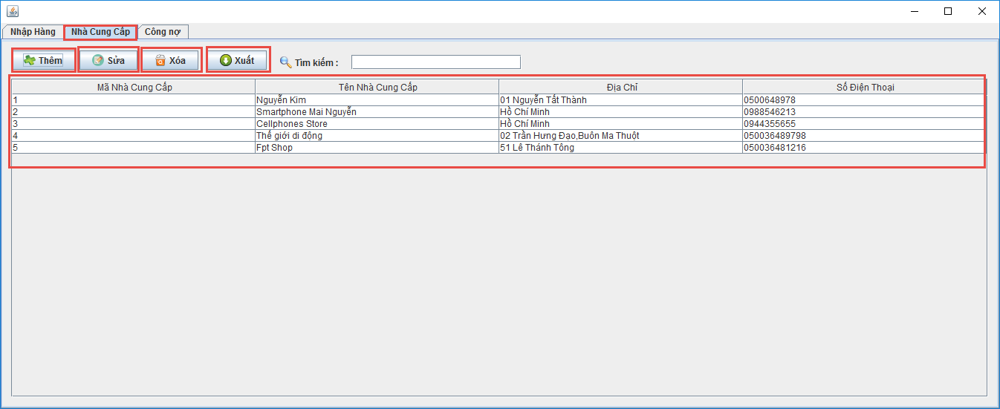 Nhập Hàng Nhà Cung Cấp Công nợ
Thêm Sửa Xóa Xuất Tìm kiếm :
Mã Nhà Cung Cấp Tên Nhà Cung Cấp Địa Chỉ Số Điện Thoại
1 Nguyễn Kim 01 Nguyễn Tất Thành 0500648978
2 Smartphone Mai Nguyễn Hồ Chí Minh 0988546213
3 Cellphones Store Hồ Chí Minh 0944355655
4 Thế giới di động 02 Trần Hưng Đạo,Buôn Ma Thuột 050036489798
5 Fpt Shop 51 Lê Thánh Tông 050036481216